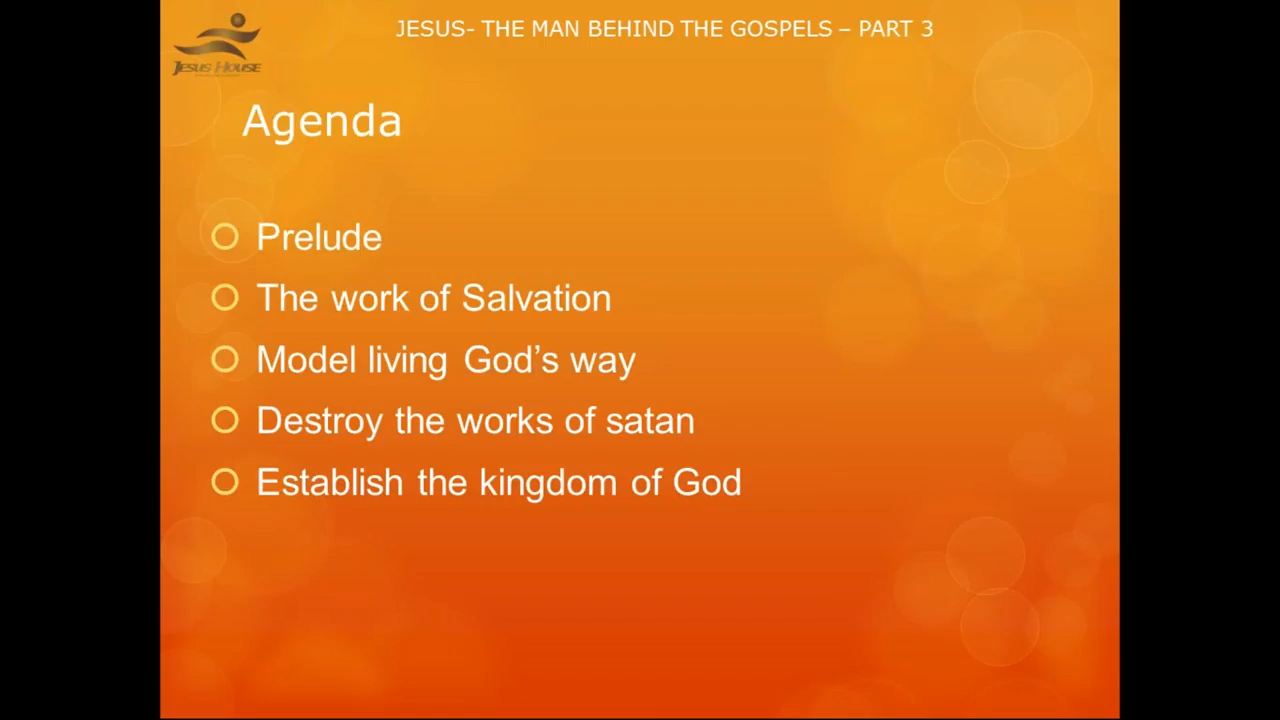 JESUS- THE MAN BEHIND THE GOSPELS – PART 3
JESUS HOUSE
Agenda
Prelude
The work of Salvation
Model living God's way
Destroy the works of satan
Establish the kingdom of God